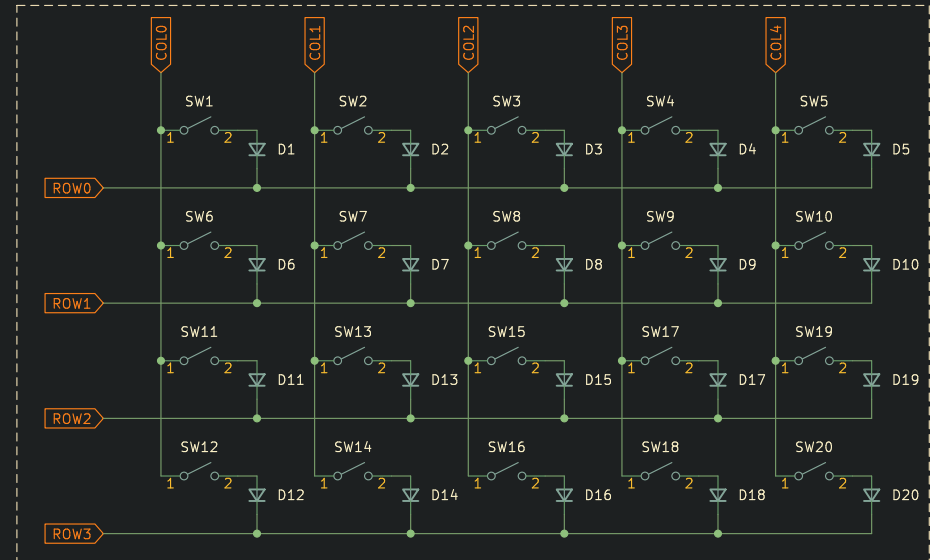 COL0 COL1 COL2 COL3 COL4
SW1 SW2 SW3 SW4 SW5
1 2 1 2 1 2 1 2 1 2
D1 D2 D3 D4 D5
ROW0
SW6 SW7 SW8 SW9 SW10
1 2 1 2 1 2 1 2 1 2
D6 D7 D8 D9 D10
ROW1
SW11 SW13 SW15 SW17 SW19
1 2 1 2 1 2 1 2 1 2
D11 D13 D15 D17 D19
ROW2
SW12 SW14 SW16 SW18 SW20
1 2 1 2 1 2 1 2 1 2
D12 D14 D16 D18 D20
ROW3